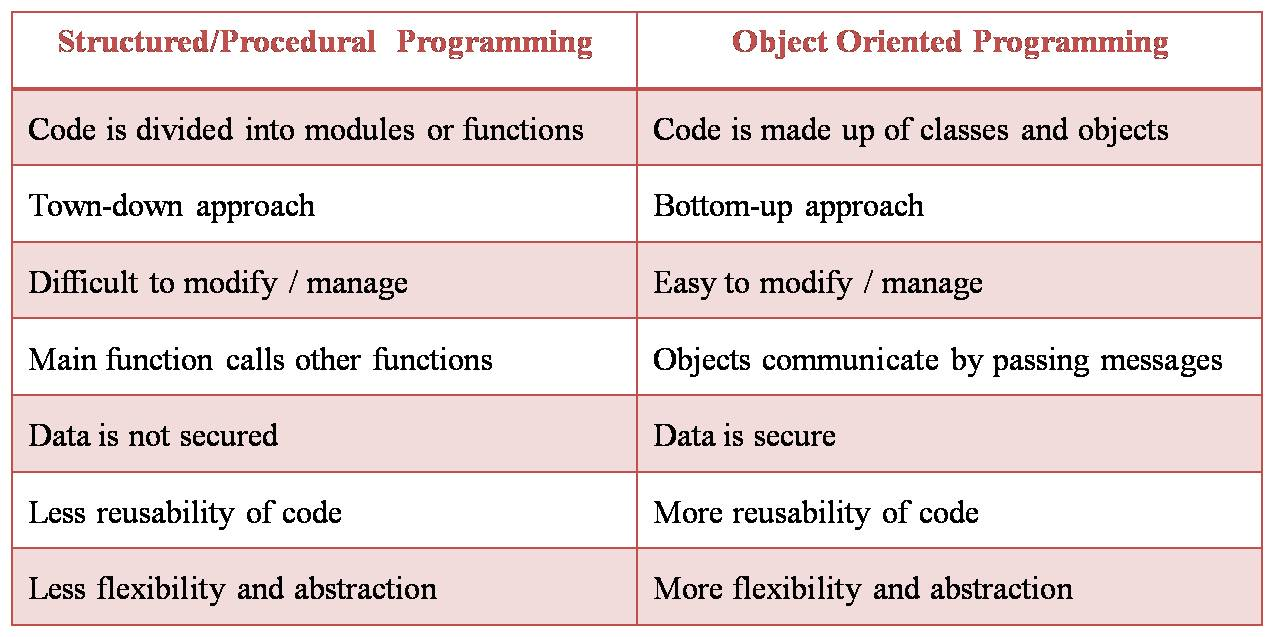 Structured/Procedural Programming
Object Oriented Programming
Code is divided into modules or functions
Code is made up of classes and objects
Town-down approach
Bottom-up approach
Difficult to modify / manage
Easy to modify / manage
Main function calls other functions
Objects communicate by passing messages
Data is not secured
Data is secure
Less reusability of code
More reusability of code
Less flexibility and abstraction
More flexibility and abstraction